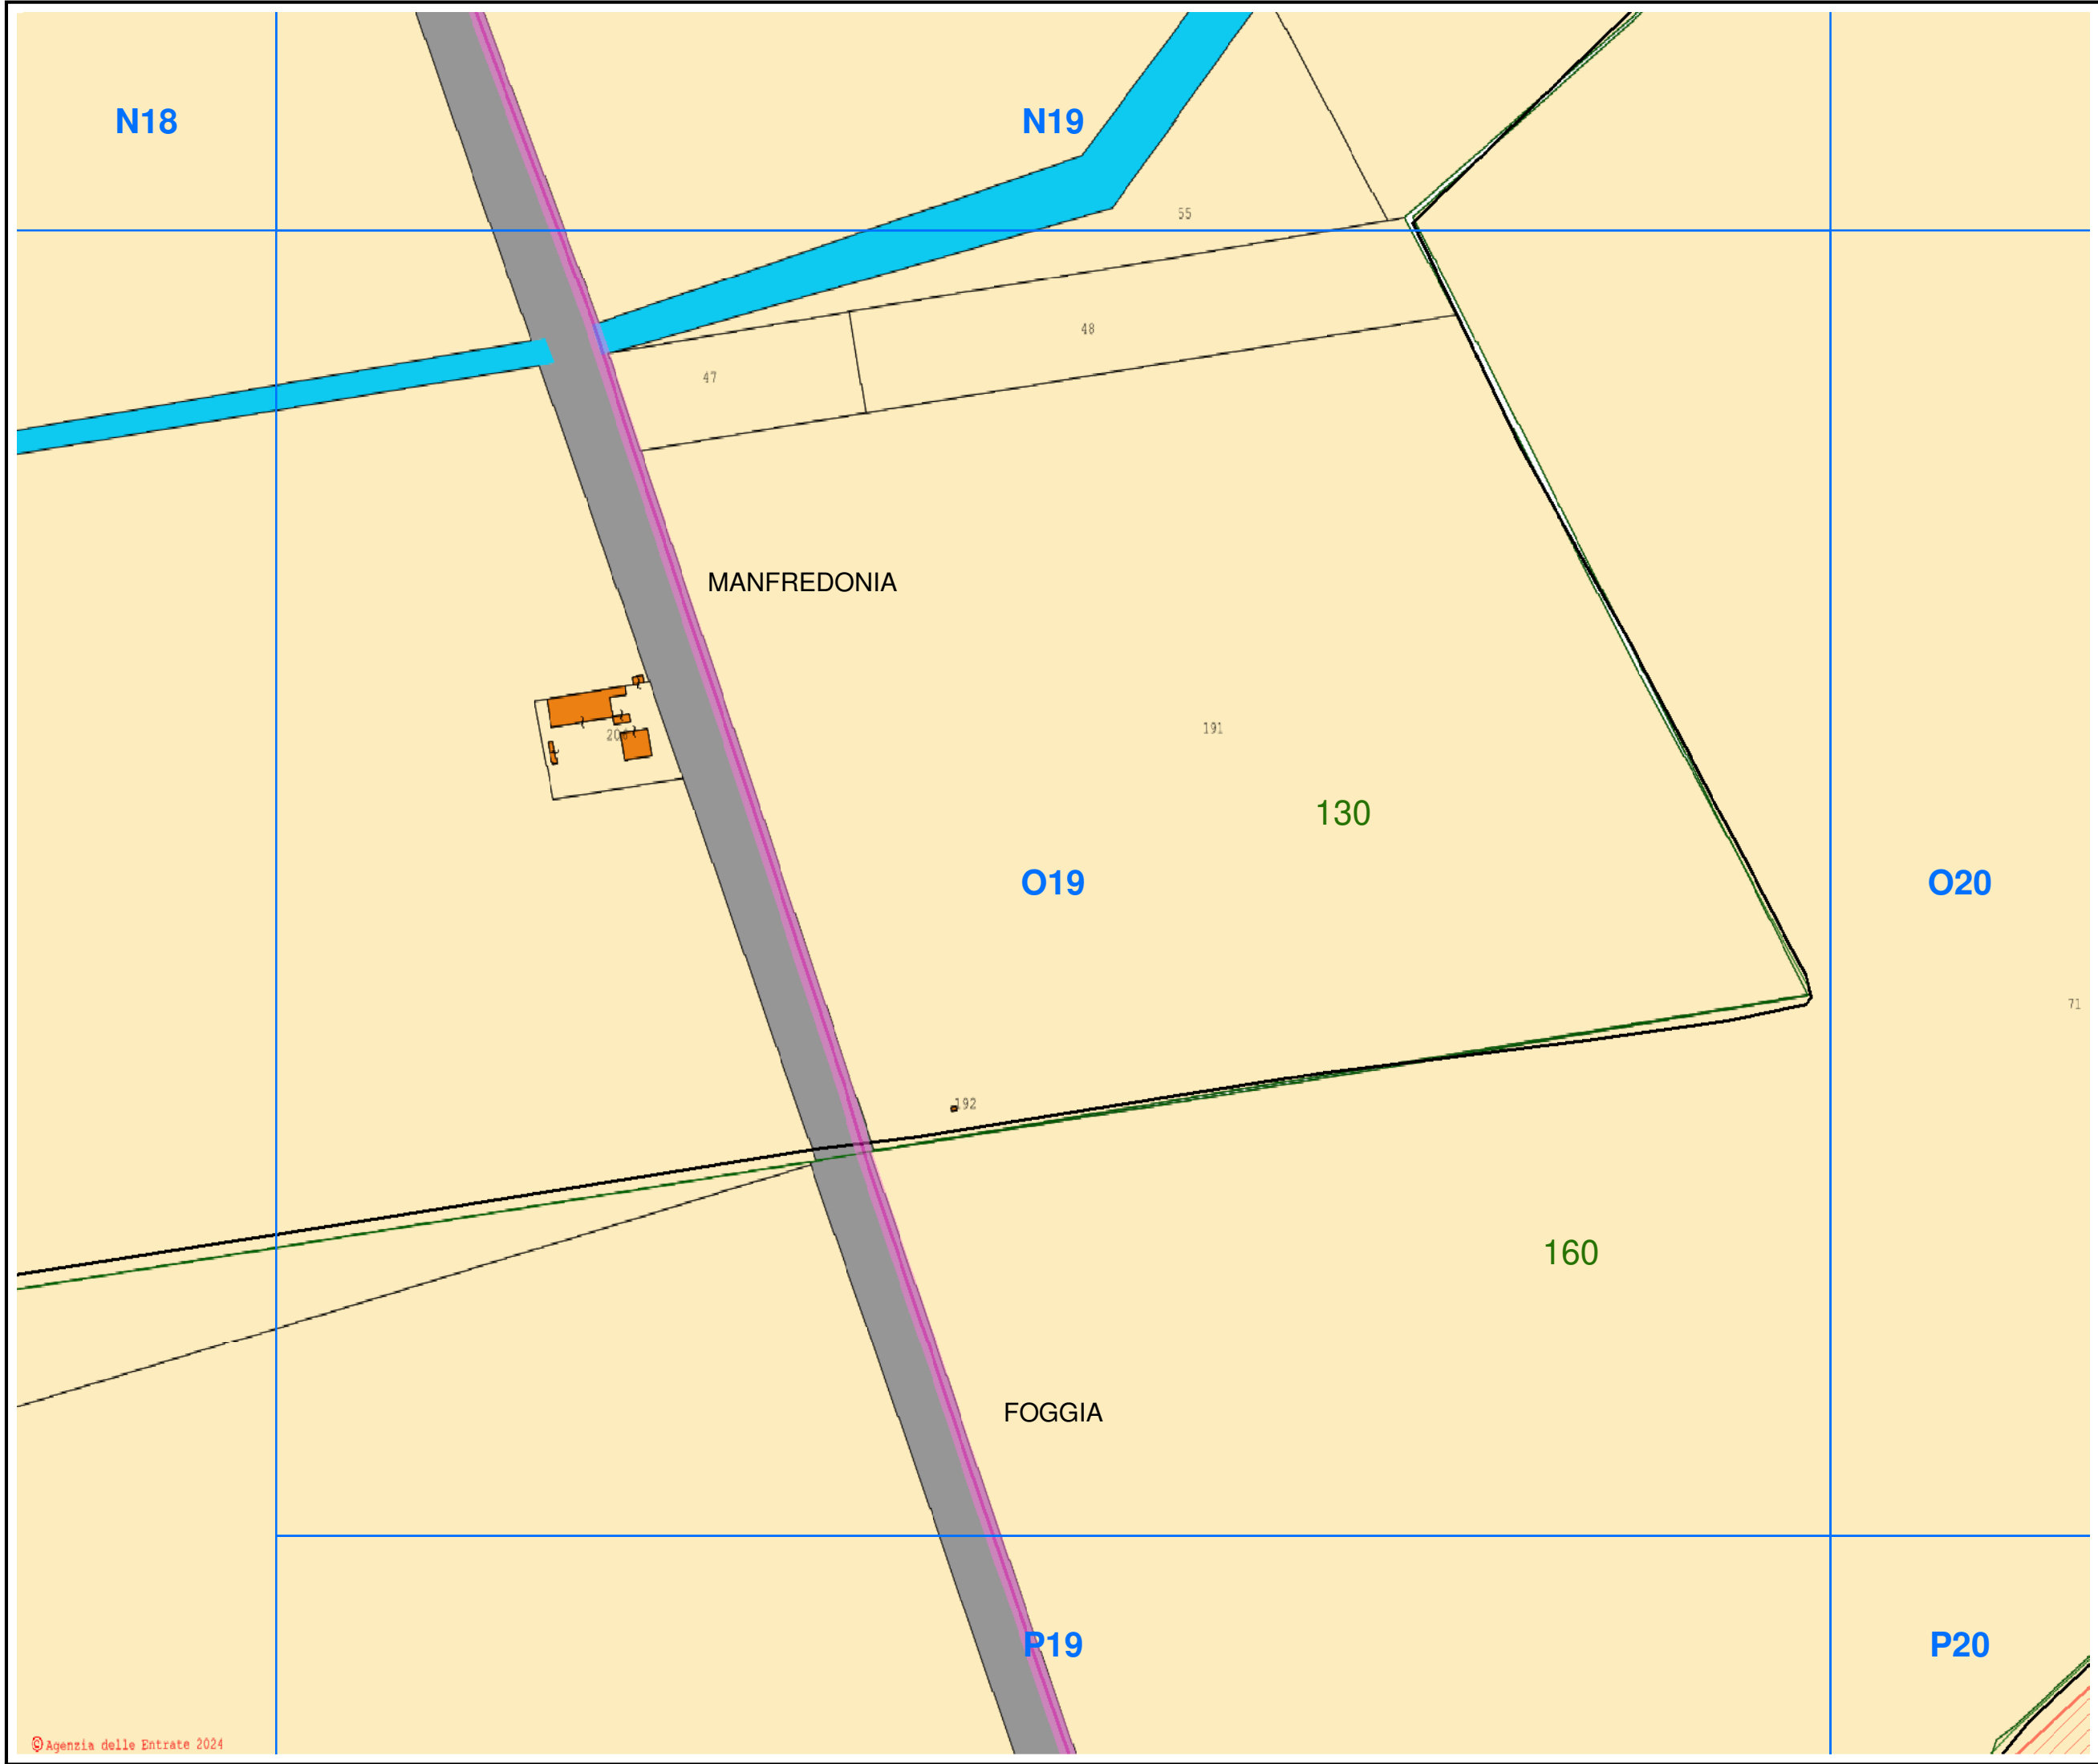 N18
N19
55
48
47
MANFREDONIA
191
130
O19
O20
71
192
160
FOGGIA
P19
P20
©Agenzia delle Entrate 2024